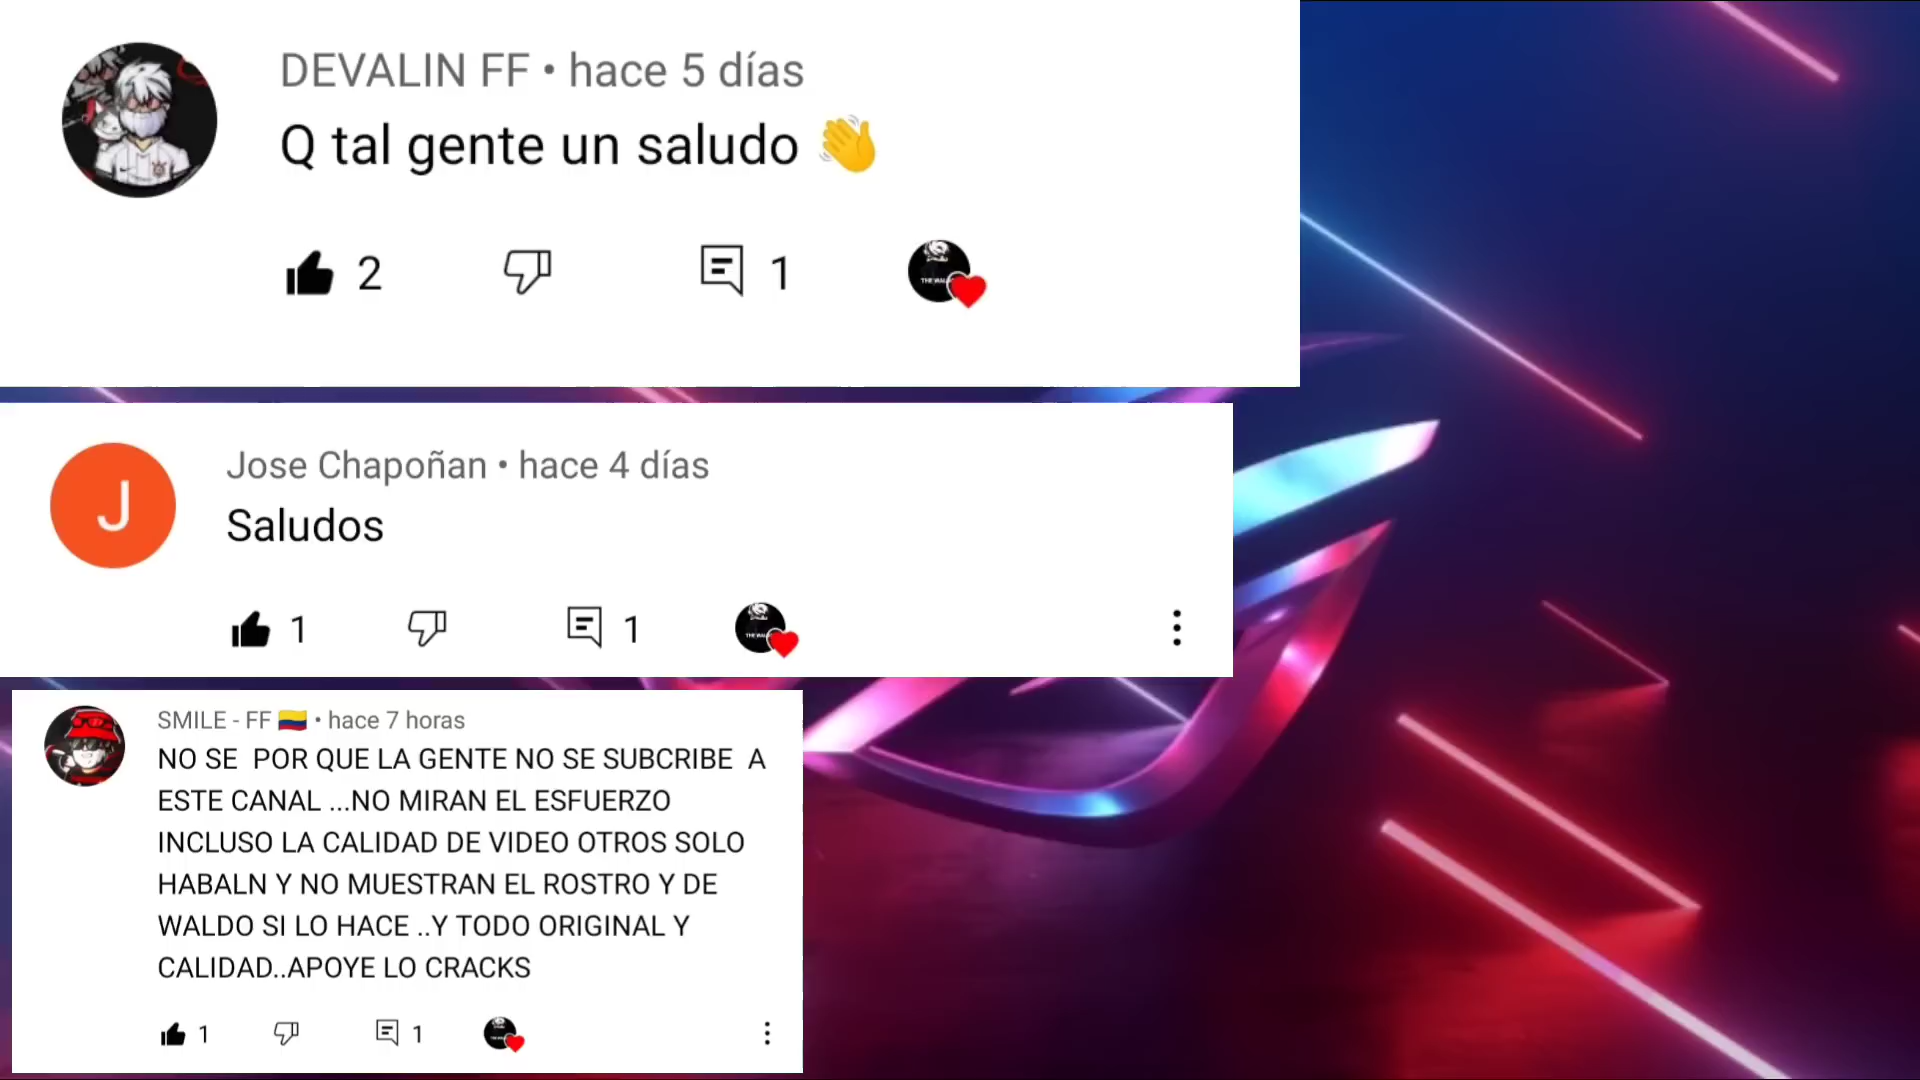 DEVALIN FF • hace 5 días
Q tal gente un saludo 👋
2
1
Jose Chapoñan • hace 4 días
J
Saludos
1
1
SMILE - FF 🇨🇴 • hace 7 horas
NO SE  POR QUE LA GENTE NO SE SUBCRIBE  A
ESTE CANAL ...NO MIRAN EL ESFUERZO
INCLUSO LA CALIDAD DE VIDEO OTROS SOLO
HABALN Y NO MUESTRAN EL ROSTRO Y DE
WALDO SI LO HACE ..Y TODO ORIGINAL Y
CALIDAD..APOYE LO CRACKS
1
1